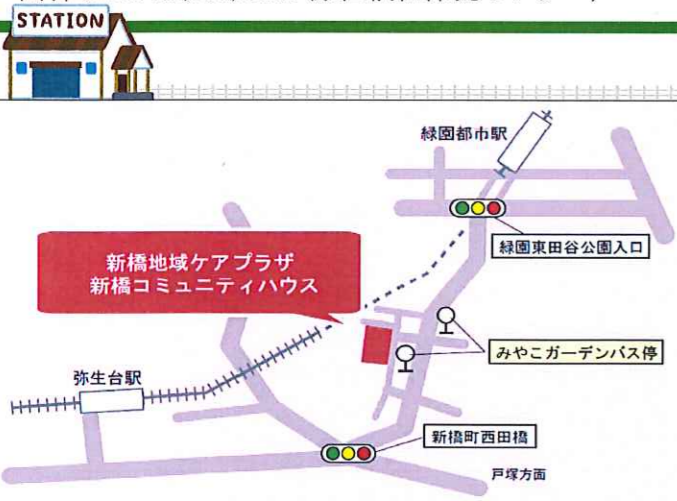 STATION
緑園都市駅
緑園東田谷公園入口
新橋地域ケアプラザ
新橋コミュニティハウス
みやこガーデンバス停
弥生台駅
新橋町西田橋
戸塚方面